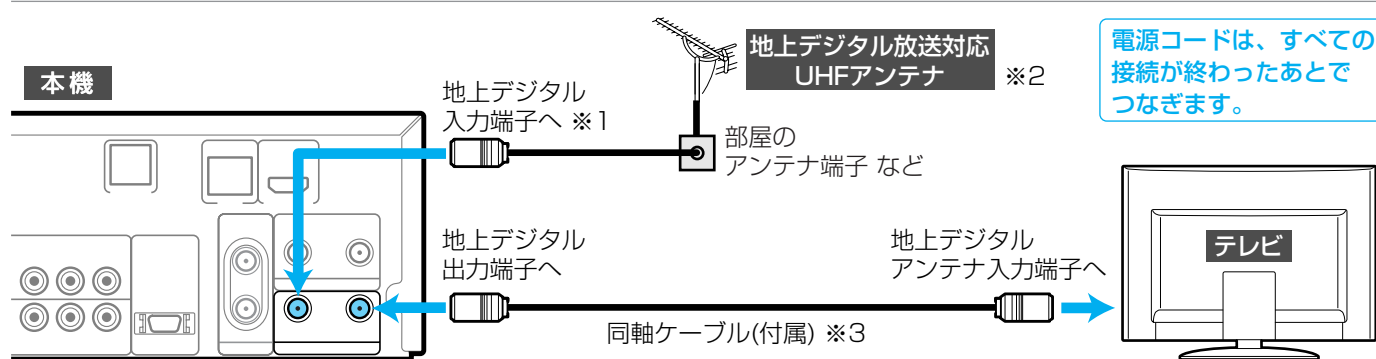 本機
地上デジタル
入力端子へ ※1
地上デジタル放送対応
UHFアンテナ ※2
部屋の
アンテナ端子 など
電源コードは、すべての
接続が終わったあとで
つなぎます。
地上デジタル
出力端子へ
地上デジタル
アンテナ入力端子へ
テレビ
同軸ケーブル(付属) ※3